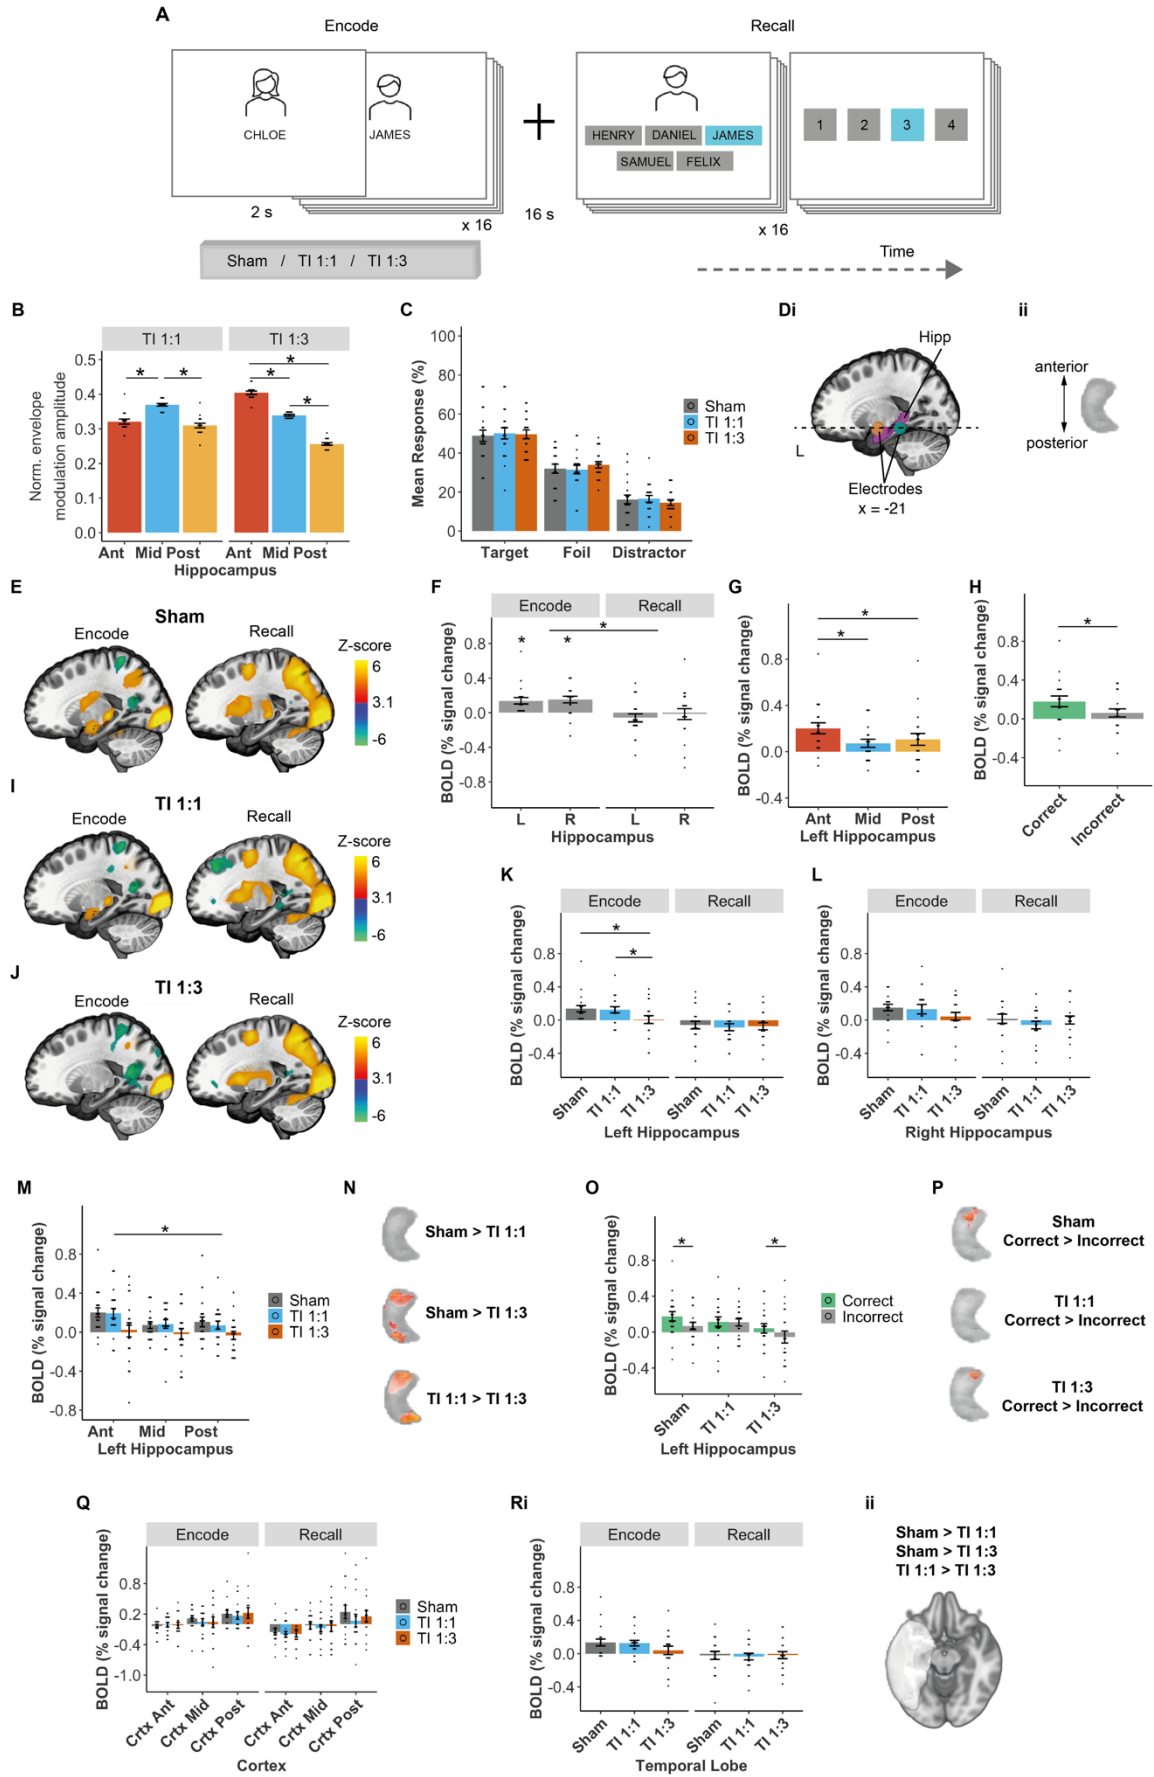 A
Encode
Recall
CHLOE
JAMES
HENRY DANIEL JAMES
SAMUEL FELIX
1 2 3 4
2 s
x 16
16 s
x 16
Sham / TI 1:1 / TI 1:3
Time
B
TI 1:1
TI 1:3
Norm. envelope
modulation amplitude
0.5
0.4
0.3
0.2
0.1
0.0
* * * * *
Ant Mid Post
Ant Mid Post
Hippocampus
C
Mean Response (%)
100
80
60
40
20
0
Target Foil Distractor
Sham
TI 1:1
TI 1:3
Di
Hipp
L
Electrodes
x = -21
ii
anterior
posterior
E
Sham
Encode
Recall
Z-score
6
3.1
-6
F
Encode
Recall
BOLD (% signal change)
0.8
0.4
0.0
-0.4
-0.8
* * *
L R L R
Hippocampus
G
BOLD (% signal change)
0.8
0.4
0.0
-0.4
* *
Ant Mid Post
Left Hippocampus
H
BOLD (% signal change)
0.8
0.4
0.0
-0.4
*
Correct
Incorrect
I
TI 1:1
Encode
Recall
Z-score
6
3.1
-6
J
TI 1:3
Encode
Recall
Z-score
6
3.1
-6
K
Encode
Recall
BOLD (% signal change)
0.8
0.4
0.0
-0.4
* *
Sham TI 1:1 TI 1:3 Sham TI 1:1 TI 1:3
Left Hippocampus
L
Encode
Recall
BOLD (% signal change)
0.8
0.4
0.0
-0.4
Sham TI 1:1 TI 1:3 Sham TI 1:1 TI 1:3
Right Hippocampus
M
BOLD (% signal change)
0.8
0.4
0.0
-0.4
-0.8
*
Ant Mid Post
Left Hippocampus
Sham
TI 1:1
TI 1:3
N
Sham > TI 1:1
Sham > TI 1:3
TI 1:1 > TI 1:3
O
BOLD (% signal change)
0.8
0.4
0.0
-0.4
* *
Sham TI 1:1 TI 1:3
Left Hippocampus
Correct
Incorrect
P
Sham
Correct > Incorrect
TI 1:1
Correct > Incorrect
TI 1:3
Correct > Incorrect
Q
Encode
Recall
BOLD (% signal change)
0.8
0.2
-0.4
-1.0
Crtx Ant Crtx Mid Crtx Post Crtx Ant Crtx Mid Crtx Post
Cortex
Sham
TI 1:1
TI 1:3
Ri
Encode
Recall
BOLD (% signal change)
0.8
0.4
0.0
-0.4
Sham TI 1:1 TI 1:3 Sham TI 1:1 TI 1:3
Temporal Lobe
ii
Sham > TI 1:1
Sham > TI 1:3
TI 1:1 > TI 1:3